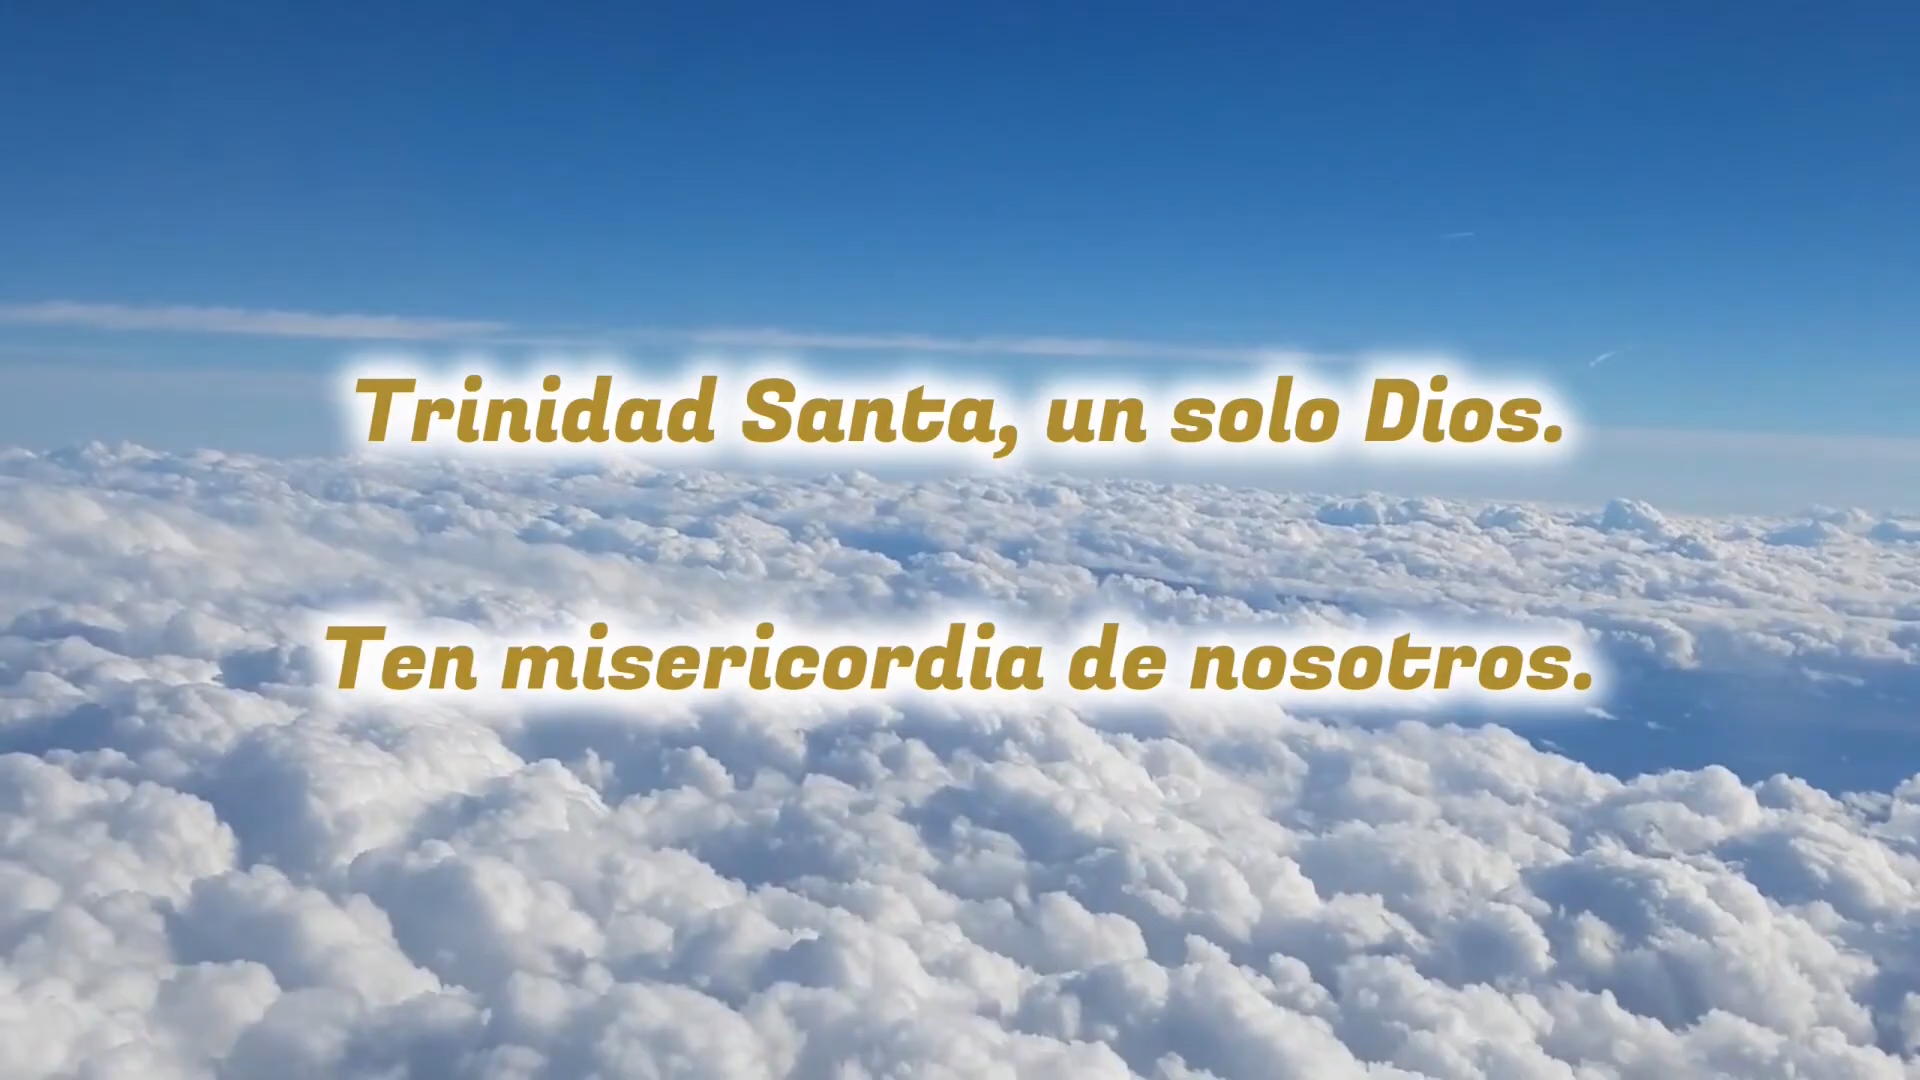 Trinidad Santa, un solo Dios.
Ten misericordia de nosotros.